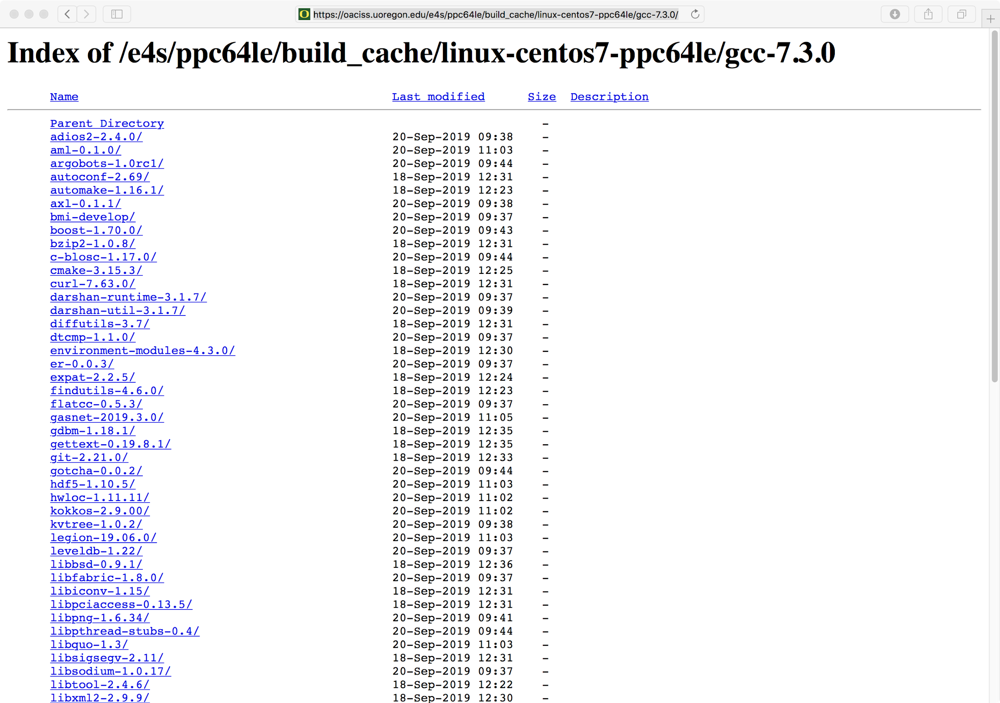 https://oaciss.uoregon.edu/e4s/ppc64le/build_cache/linux-centos7-ppc64le/gcc-7.3.0/
Index of /e4s/ppc64le/build_cache/linux-centos7-ppc64le/gcc-7.3.0
Name Last modified Size Description
Parent Directory -
adios2-2.4.0/ 20-Sep-2019 09:38 -
aml-0.1.0/ 20-Sep-2019 11:03 -
argobots-1.0rc1/ 20-Sep-2019 09:44 -
autoconf-2.69/ 18-Sep-2019 12:31 -
automake-1.16.1/ 18-Sep-2019 12:23 -
axl-0.1.1/ 20-Sep-2019 09:38 -
bmi-develop/ 20-Sep-2019 09:37 -
boost-1.70.0/ 20-Sep-2019 09:43 -
bzip2-1.0.8/ 18-Sep-2019 12:31 -
c-blosc-1.17.0/ 20-Sep-2019 09:44 -
cmake-3.15.3/ 18-Sep-2019 12:25 -
curl-7.63.0/ 18-Sep-2019 12:31 -
darshan-runtime-3.1.7/ 20-Sep-2019 09:37 -
darshan-util-3.1.7/ 20-Sep-2019 09:39 -
diffutils-3.7/ 18-Sep-2019 12:31 -
dtcmp-1.1.0/ 20-Sep-2019 09:37 -
environment-modules-4.3.0/ 18-Sep-2019 12:30 -
er-0.0.3/ 20-Sep-2019 09:37 -
expat-2.2.5/ 18-Sep-2019 12:24 -
findutils-4.6.0/ 18-Sep-2019 12:23 -
flatcc-0.5.3/ 20-Sep-2019 09:37 -
gasnet-2019.3.0/ 20-Sep-2019 11:05 -
gdbm-1.18.1/ 18-Sep-2019 12:35 -
gettext-0.19.8.1/ 18-Sep-2019 12:35 -
git-2.21.0/ 18-Sep-2019 12:33 -
gotcha-0.0.2/ 20-Sep-2019 09:44 -
hdf5-1.10.5/ 20-Sep-2019 11:03 -
hwloc-1.11.11/ 20-Sep-2019 11:02 -
kokkos-2.9.00/ 20-Sep-2019 11:02 -
kvtree-1.0.2/ 20-Sep-2019 09:38 -
legion-19.06.0/ 20-Sep-2019 11:03 -
leveldb-1.22/ 20-Sep-2019 09:37 -
libbsd-0.9.1/ 18-Sep-2019 12:36 -
libfabric-1.8.0/ 20-Sep-2019 09:37 -
libiconv-1.15/ 18-Sep-2019 12:31 -
libpciaccess-0.13.5/ 18-Sep-2019 12:31 -
libpng-1.6.34/ 20-Sep-2019 09:41 -
libpthread-stubs-0.4/ 20-Sep-2019 09:44 -
libquo-1.3/ 20-Sep-2019 11:03 -
libsigsegv-2.11/ 18-Sep-2019 12:31 -
libsodium-1.0.17/ 20-Sep-2019 09:37 -
libtool-2.4.6/ 18-Sep-2019 12:22 -
libxml2-2.9.9/ 18-Sep-2019 12:30 -